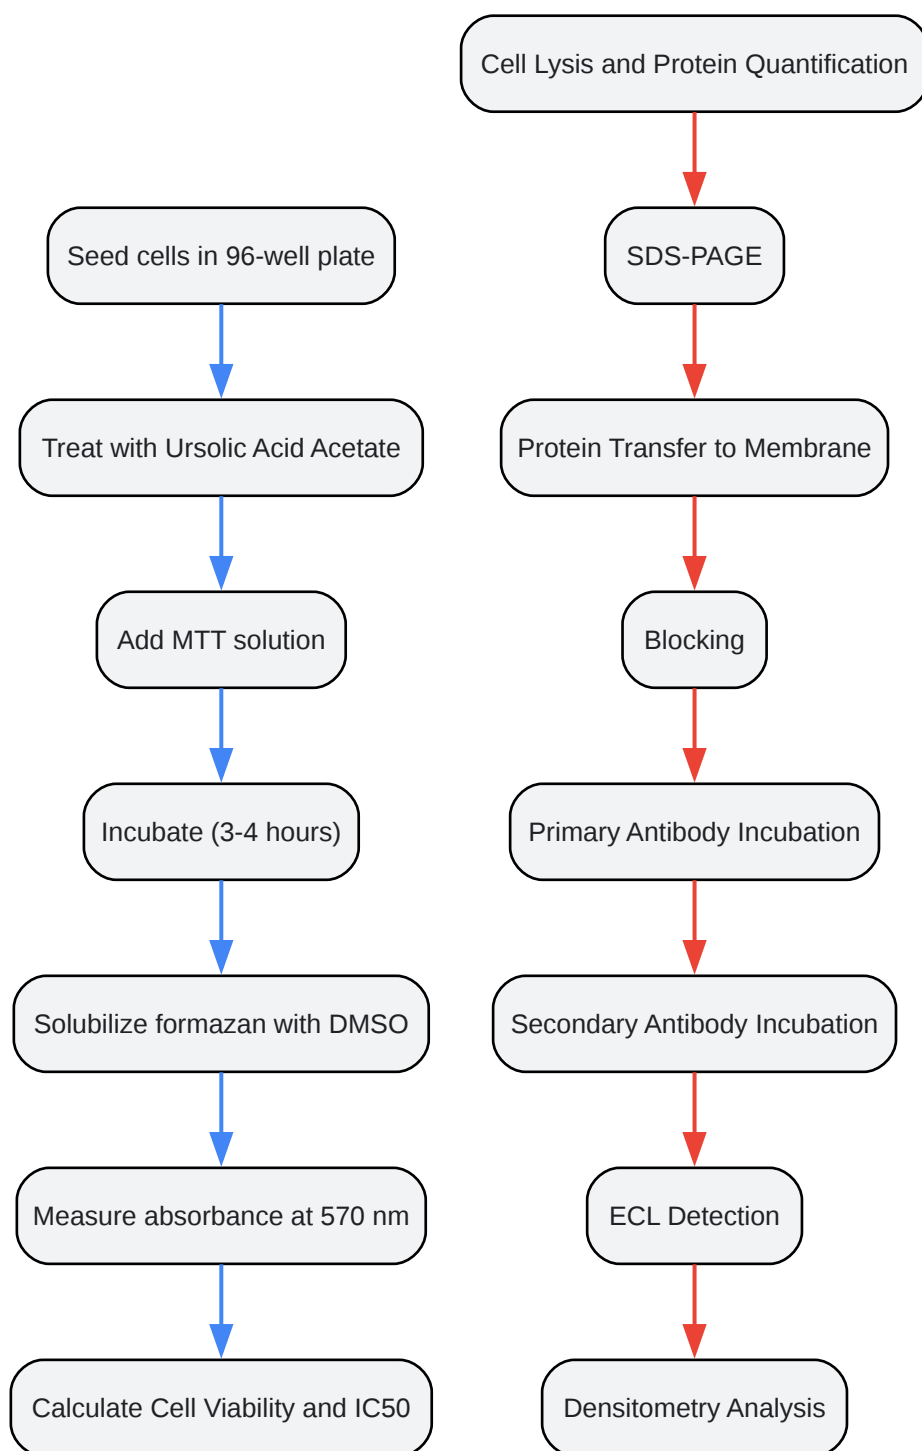 Cell Lysis and Protein Quantification
Seed cells in 96-well plate
SDS-PAGE
Treat with Ursolic Acid Acetate
Protein Transfer to Membrane
Add MTT solution
Blocking
Incubate (3-4 hours)
Primary Antibody Incubation
Solubilize formazan with DMSO
Secondary Antibody Incubation
Measure absorbance at 570 nm
ECL Detection
Calculate Cell Viability and IC50
Densitometry Analysis